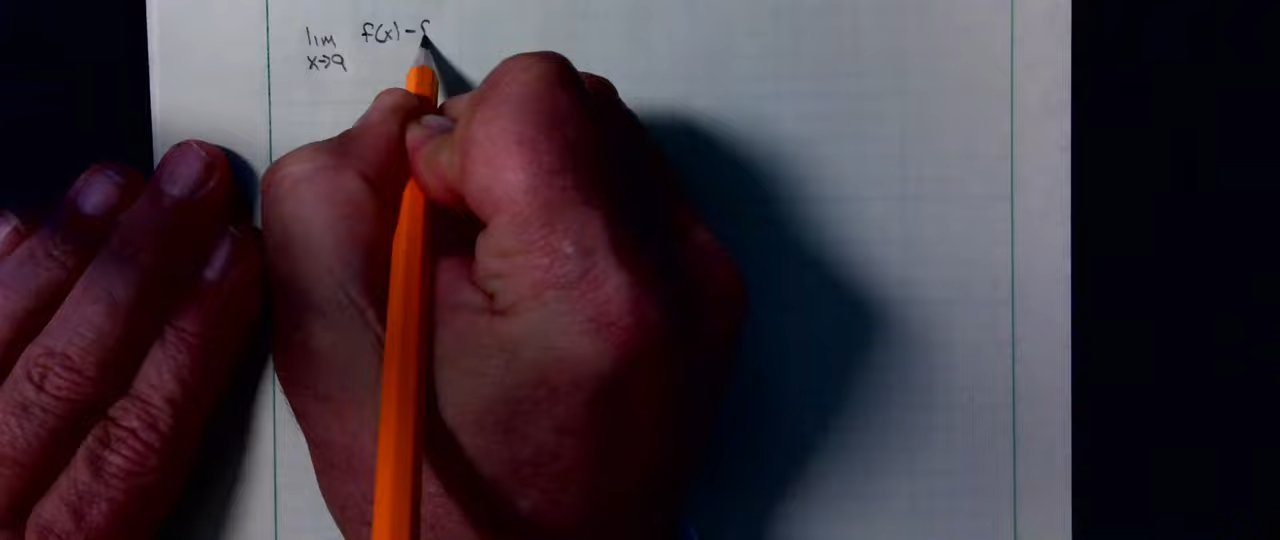 lim f(x) - f
x→a